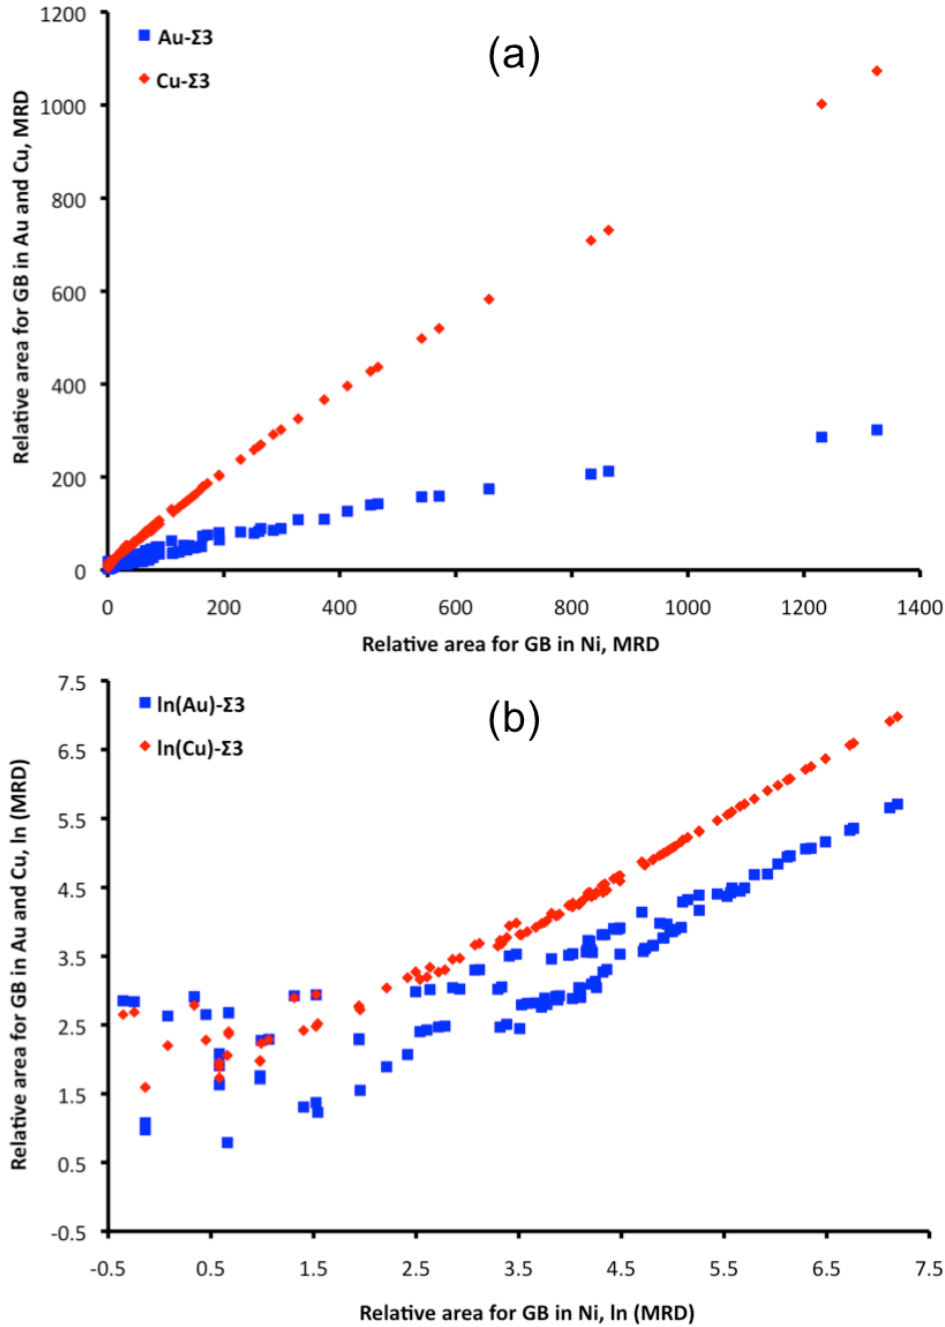 (a)
Au-Σ3
Cu-Σ3
Relative area for GB in Au and Cu, MRD
1200
1000
800
600
400
200
0
0 200 400 600 800 1000 1200 1400
Relative area for GB in Ni, MRD
(b)
ln(Au)-Σ3
ln(Cu)-Σ3
Relative area for GB in Au and Cu, ln (MRD)
7.5
6.5
5.5
4.5
3.5
2.5
1.5
0.5
-0.5
-0.5 0.5 1.5 2.5 3.5 4.5 5.5 6.5 7.5
Relative area for GB in Ni, ln (MRD)